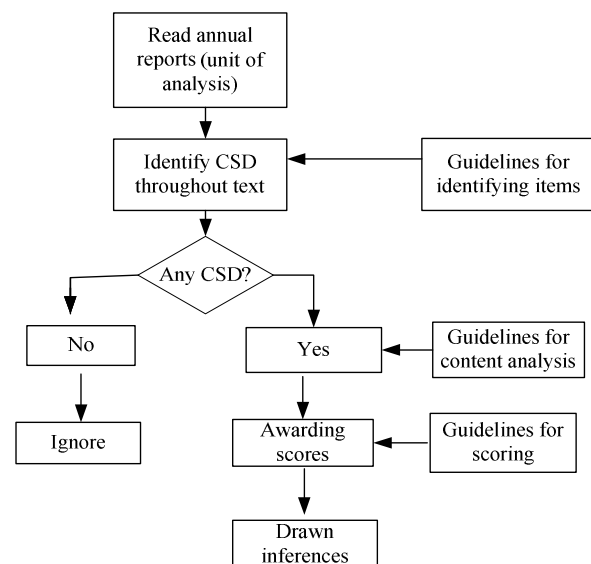 Read annual
reports (unit of
analysis)
Identify CSD
throughout text
Guidelines for
identifying items
Any CSD?
No
Yes
Guidelines for
content analysis
Ignore
Awarding
scores
Guidelines for
scoring
Drawn
inferences